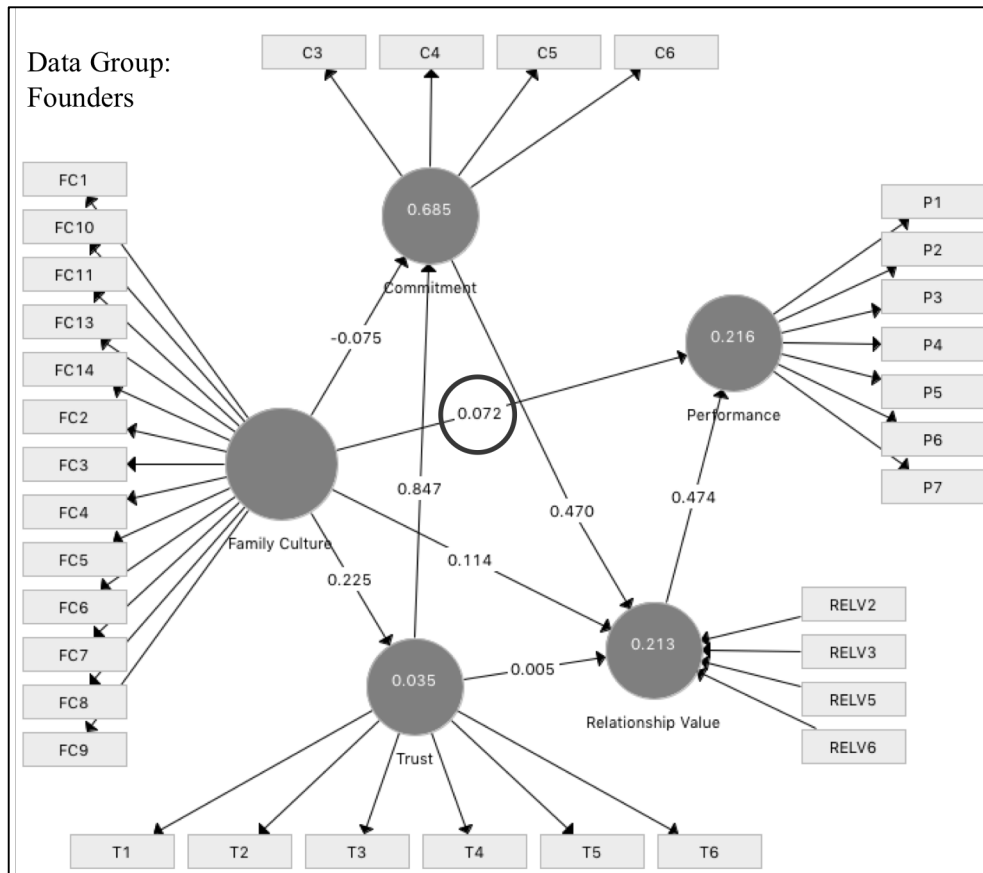 Data Group:
Founders
C3
C4
C5
C6
FC1
FC10
FC11
FC13
FC14
FC2
FC3
FC4
FC5
FC6
FC7
FC8
FC9
0.685
Commitment
P1
P2
P3
P4
P5
P6
P7
0.216
Performance
-0.075
0.072
0.847
0.470
0.474
Family Culture
0.114
0.225
RELV2
RELV3
RELV5
RELV6
0.213
Relationship Value
0.005
0.035
Trust
T1
T2
T3
T4
T5
T6